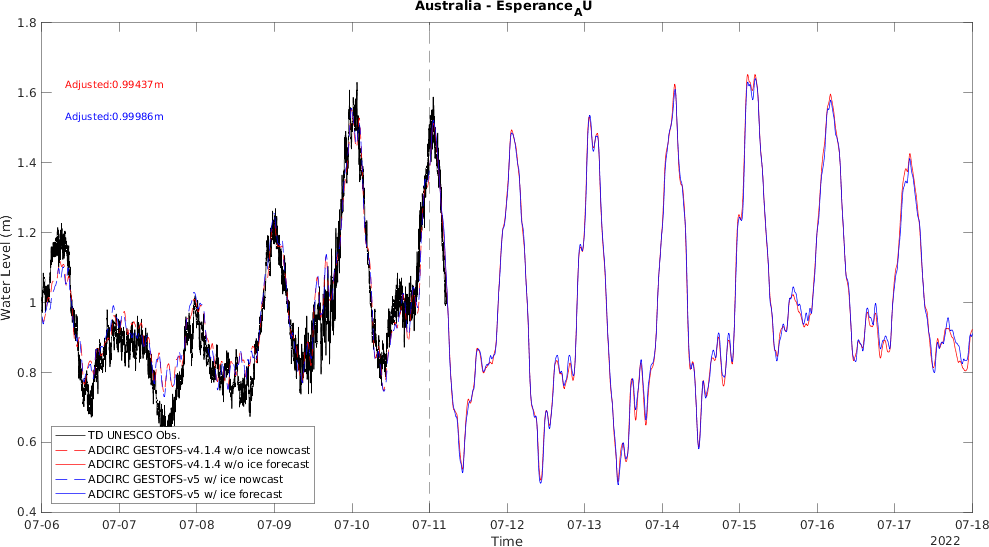 Australia - Esperance_AU
1.8
1.6
1.4
1.2
1
0.8
0.6
0.4
Water Level (m)
Adjusted:0.99437m
Adjusted:0.99986m
TD UNESCO Obs.
ADCIRC GESTOFS-v4.1.4 w/o ice nowcast
ADCIRC GESTOFS-v4.1.4 w/o ice forecast
ADCIRC GESTOFS-v5 w/ ice nowcast
ADCIRC GESTOFS-v5 w/ ice forecast
07-06 07-07 07-08 07-09 07-10 07-11 07-12 07-13 07-14 07-15 07-16 07-17 07-18
Time
2022